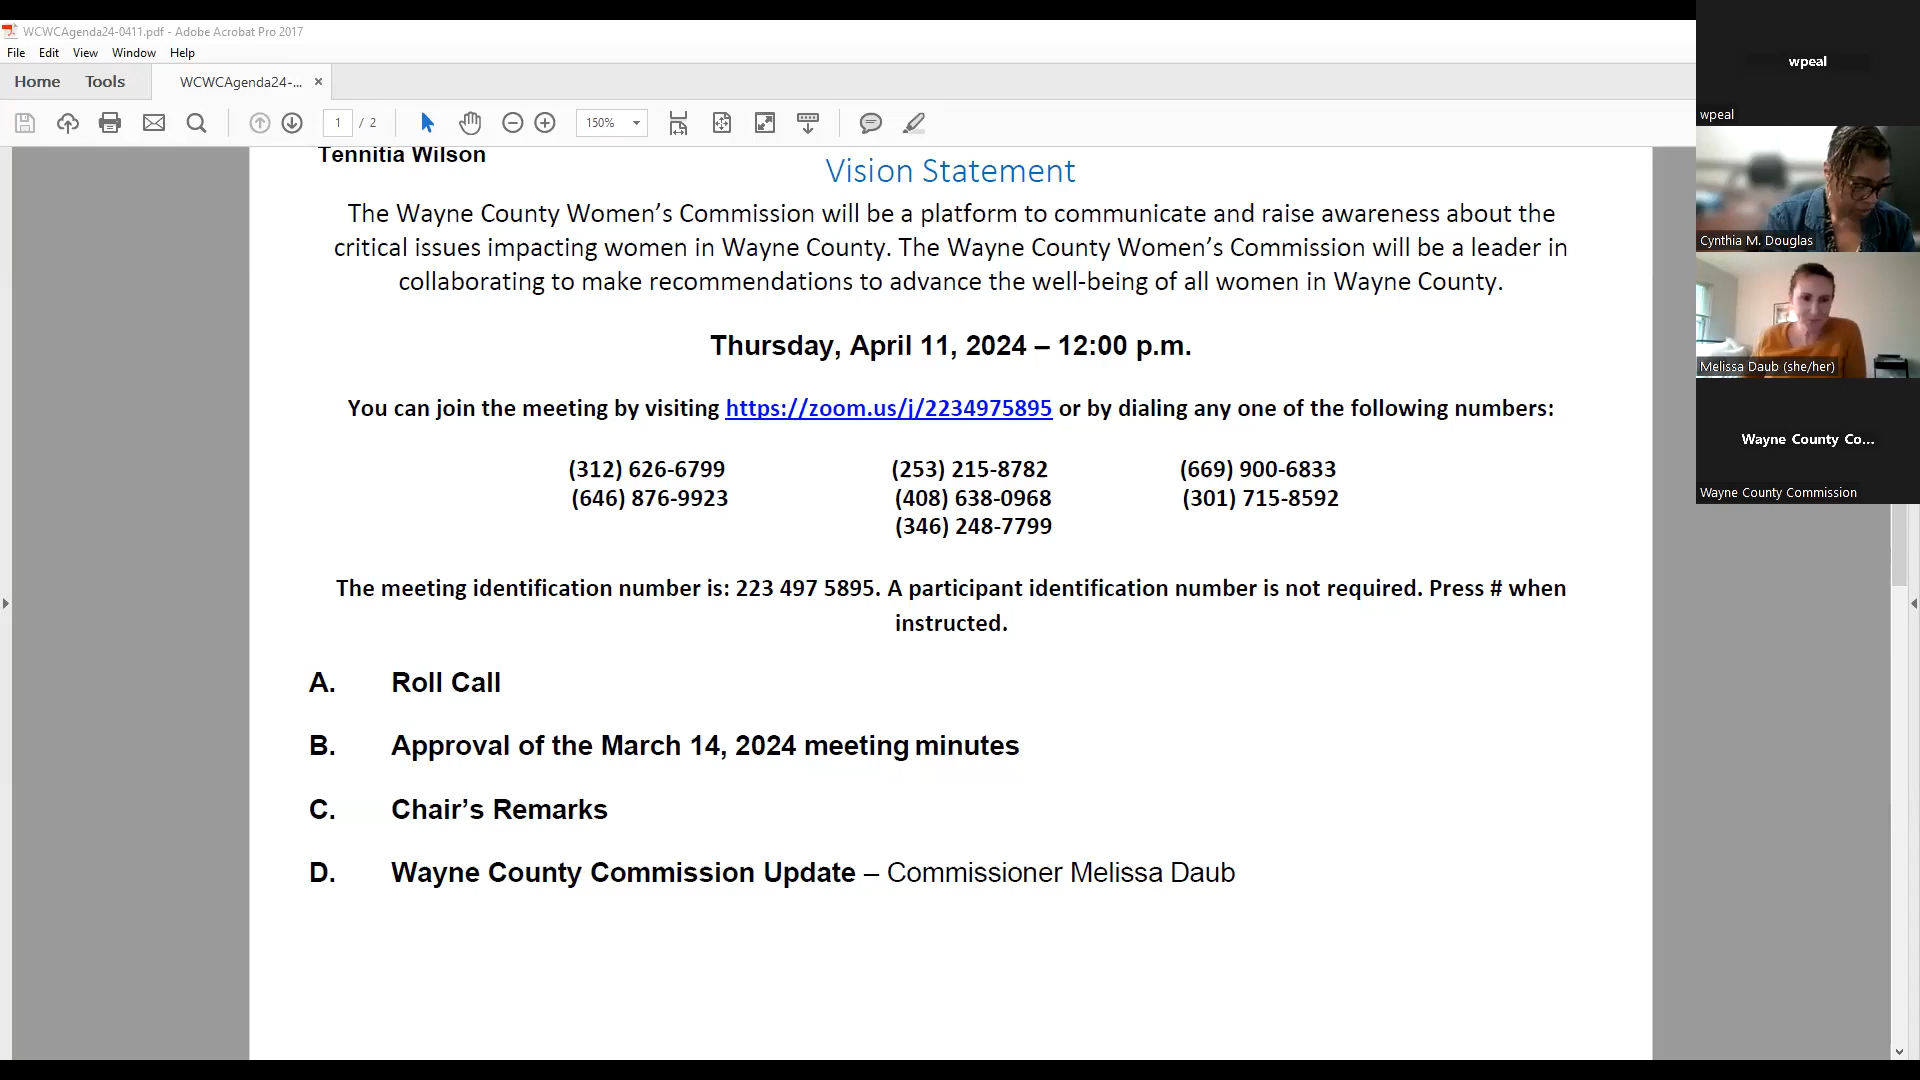 WCWCAgenda24-0411.pdf - Adobe Acrobat Pro 2017
File Edit View Window Help
Home Tools WCWCAgenda24-... ×
1 / 2 150%
Tennitia Wilson
Vision Statement
The Wayne County Women’s Commission will be a platform to communicate and raise awareness about the
critical issues impacting women in Wayne County. The Wayne County Women’s Commission will be a leader in
collaborating to make recommendations to advance the well-being of all women in Wayne County.
Thursday, April 11, 2024 – 12:00 p.m.
You can join the meeting by visiting https://zoom.us/j/2234975895 or by dialing any one of the following numbers:
(312) 626-6799 (253) 215-8782 (669) 900-6833
(646) 876-9923 (408) 638-0968 (301) 715-8592
(346) 248-7799
The meeting identification number is: 223 497 5895. A participant identification number is not required. Press # when
instructed.
A. Roll Call
B. Approval of the March 14, 2024 meeting minutes
C. Chair’s Remarks
D. Wayne County Commission Update – Commissioner Melissa Daub
wpeal
wpeal
Cynthia M. Douglas
Melissa Daub (she/her)
Wayne County Co...
Wayne County Commission